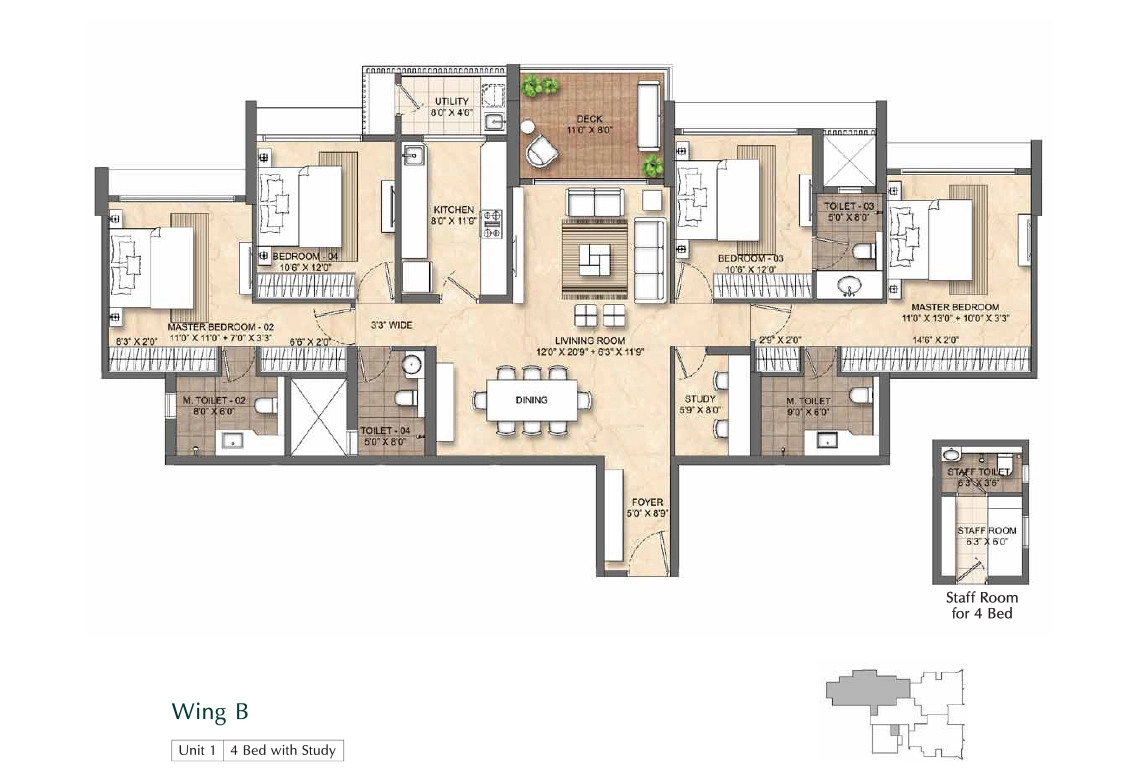 UTILITY
8'0" X 4'6"
DECK
11'0" X 8'0"
KITCHEN
8'0" X 11'9"
TOILET - 03
5'0" X 8'0"
BEDROOM - 04
10'6" X 12'0"
BEDROOM - 03
10'6" X 12'0"
MASTER BEDROOM
11'0" X 13'0" + 10'0" X 3'3"
MASTER BEDROOM - 02
11'0" X 11'0" + 7'0" X 3'3"
3'3" WIDE
8'3" X 2'0"
6'6" X 2'0"
LIVINING ROOM
12'0" X 20'9" + 6'3" X 11'9"
2'9" X 2'0"
14'6" X 2'0"
M. TOILET - 02
8'0" X 6'0"
TOILET - 04
5'0" X 8'0"
DINING
STUDY
5'9" X 8'0"
M. TOILET
9'0" X 6'0"
FOYER
5'0" X 8'9"
STAFF TOILET
6'3" X 3'6"
STAFF ROOM
6'3" X 6'0"
Staff Room
for 4 Bed
Wing B
Unit 1 4 Bed with Study